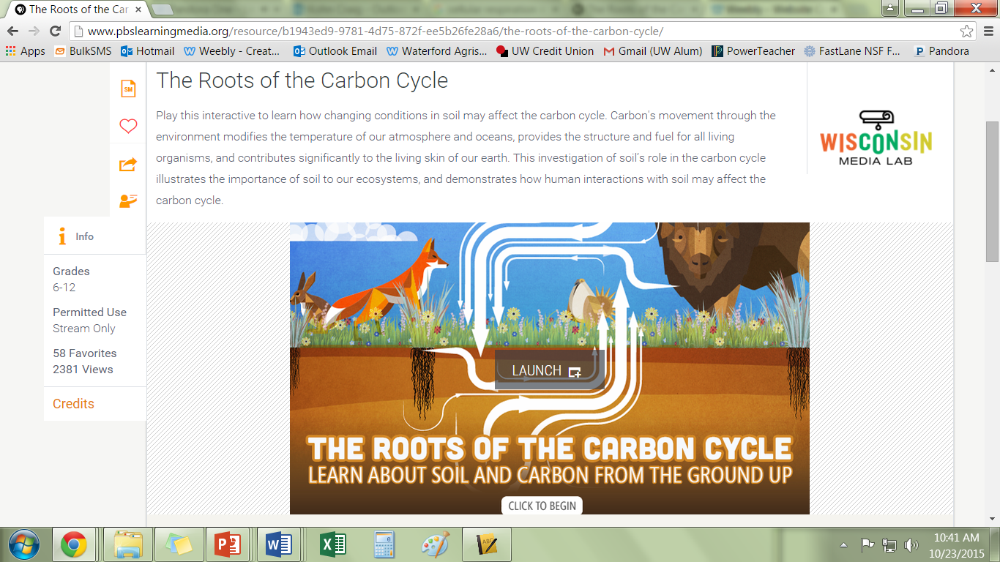 The Roots of the Car
www.pbslearningmedia.org/resource/b1943ed9-9781-4d75-872f-ee5b26fe28a6/the-roots-of-the-carbon-cycle/
Apps BulkSMS Hotmail Weebly - Creat... Outlook Email Waterford Agris... UW Credit Union Gmail (UW Alum) PowerTeacher FastLane NSF F... Pandora
The Roots of the Carbon Cycle
SM
Play this interactive to learn how changing conditions in soil may affect the carbon cycle. Carbon's movement through the
environment modifies the temperature of our atmosphere and oceans, provides the structure and fuel for all living
organisms, and contributes significantly to the living skin of our earth. This investigation of soil's role in the carbon cycle
illustrates the importance of soil to our ecosystems, and demonstrates how human interactions with soil may affect the
carbon cycle.
WISCONSIN
MEDIA LAB
Info
Grades
6-12
Permitted Use
Stream Only
58 Favorites
2381 Views
Credits
LAUNCH
THE ROOTS OF THE CARBON CYCLE
LEARN ABOUT SOIL AND CARBON FROM THE GROUND UP
CLICK TO BEGIN
10:41 AM
10/23/2015